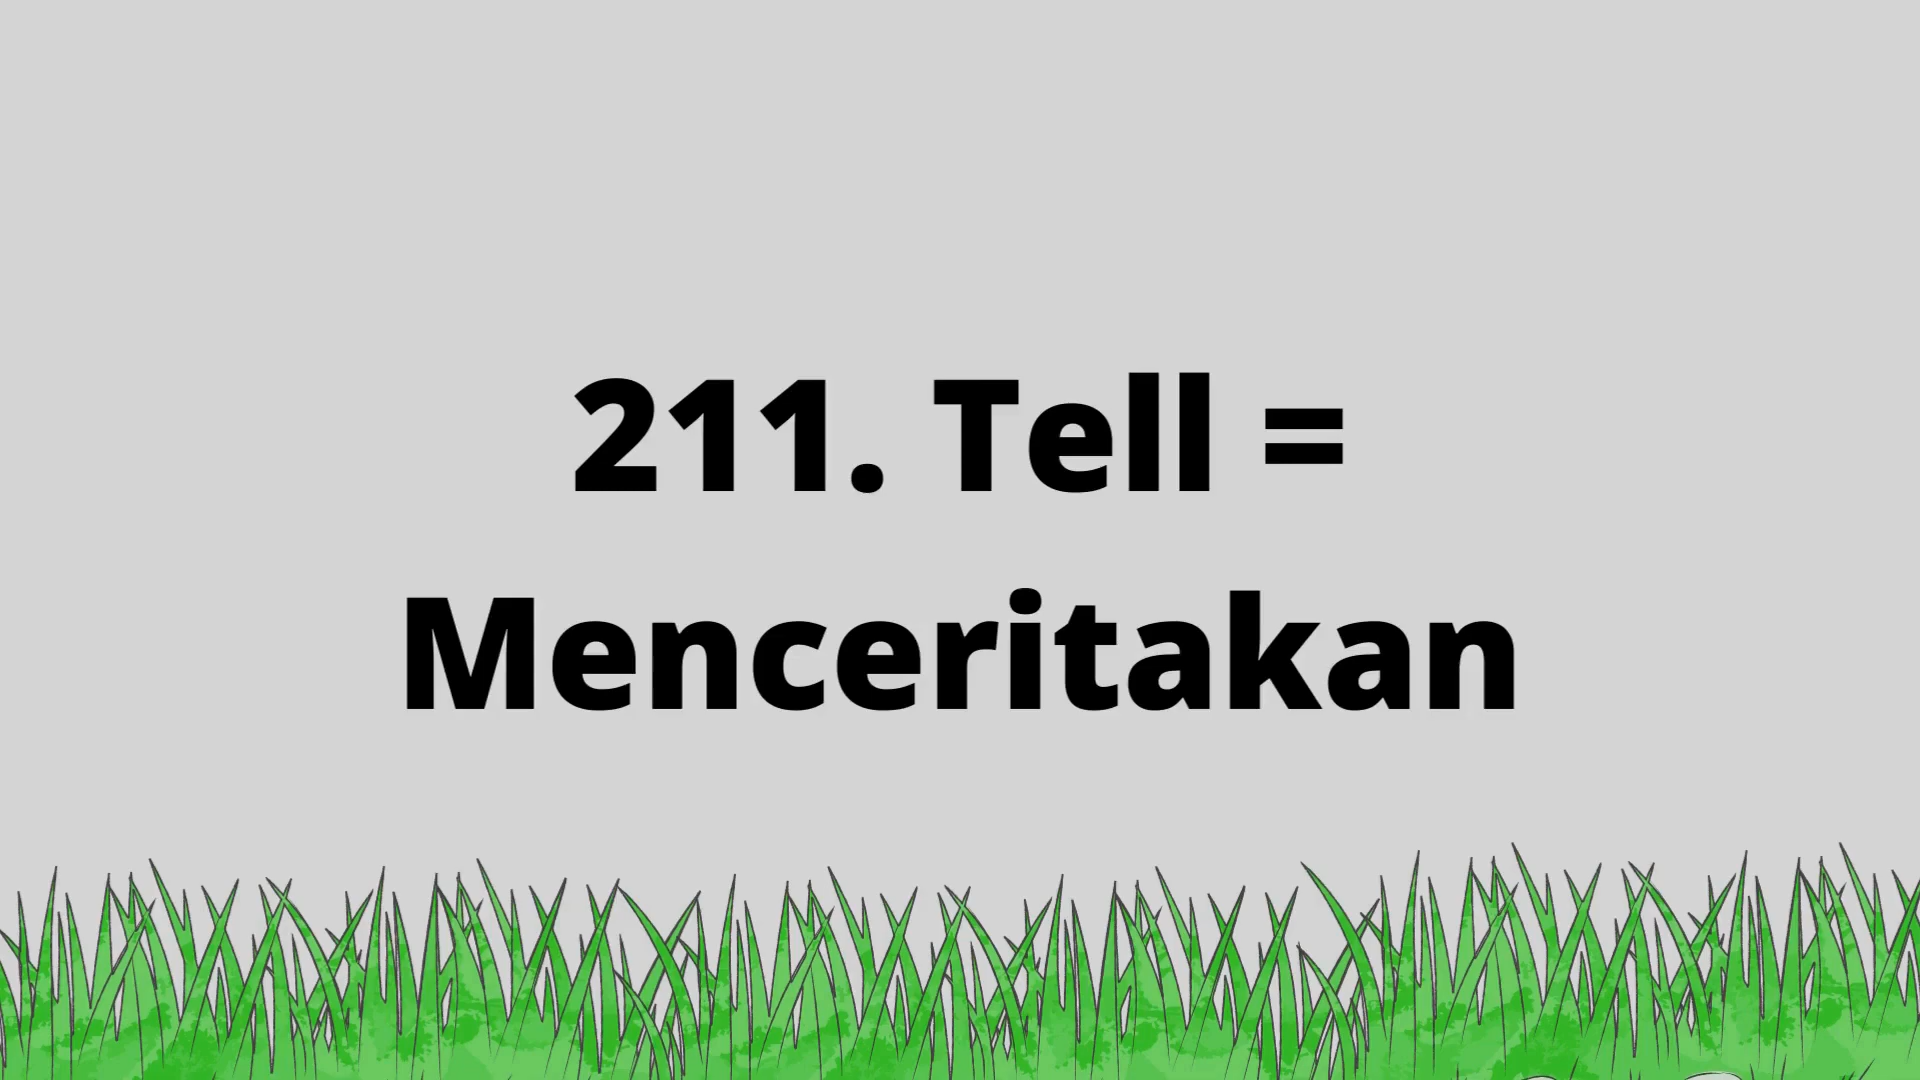 211. Tell =
Menceritakan